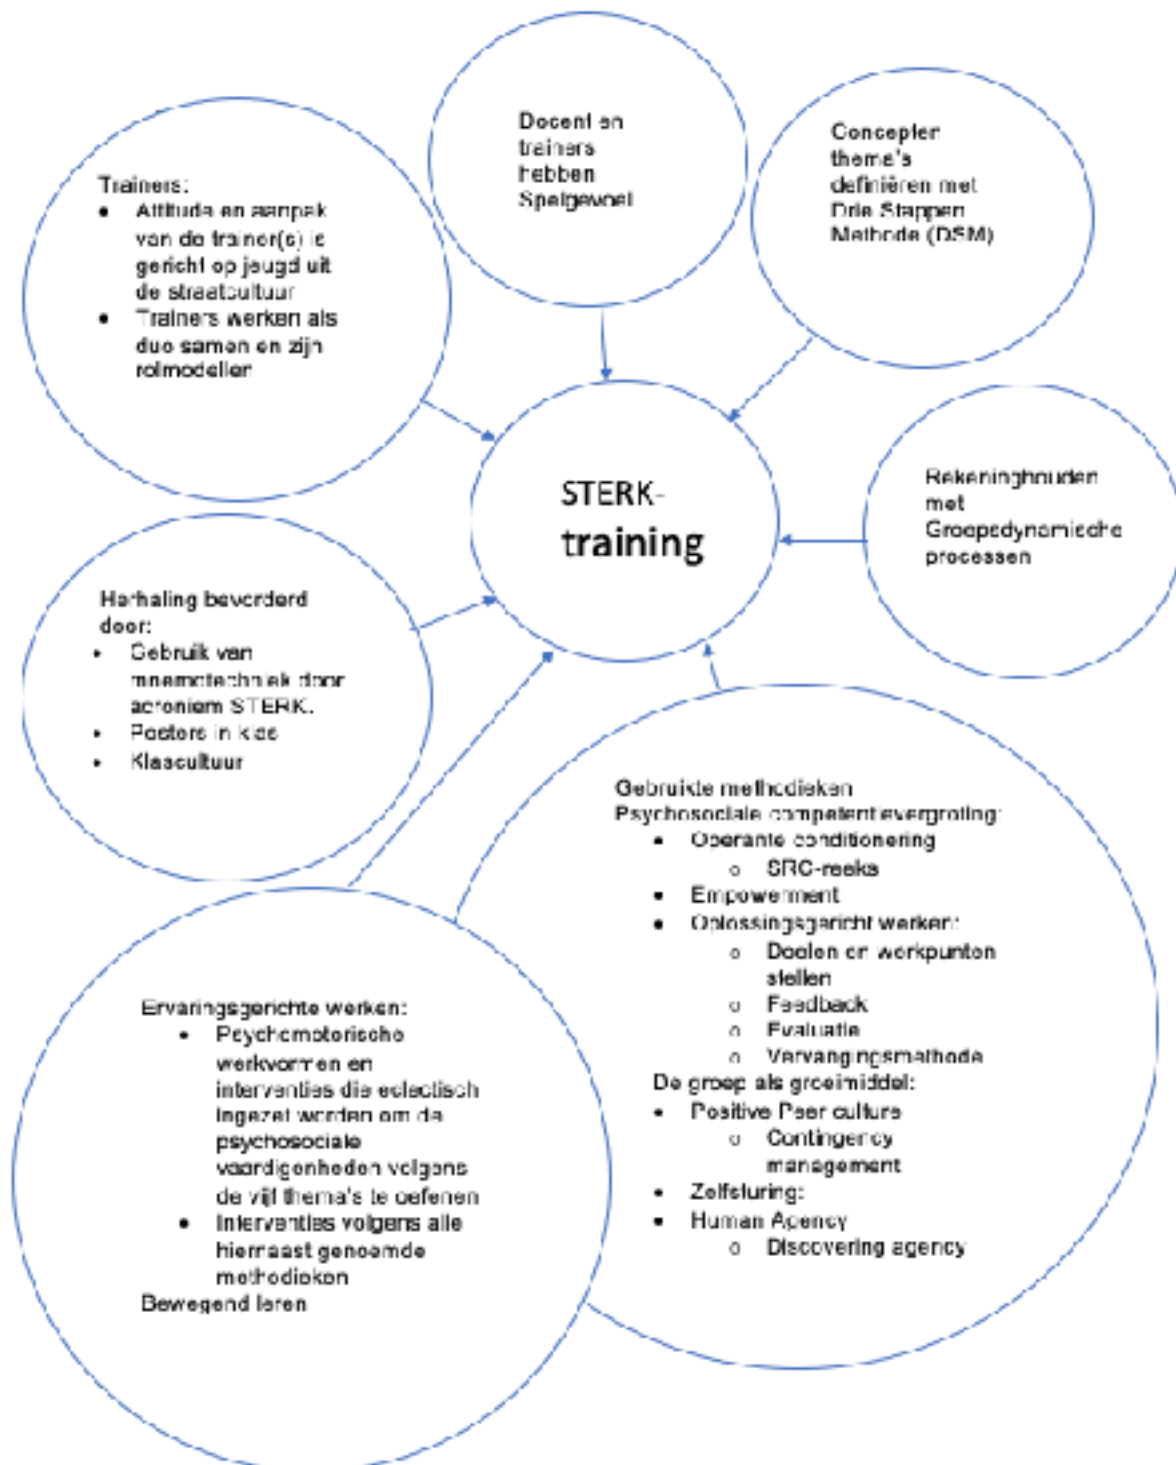 Docent en
trainers
hebben
Spelgevoel
Concepten
thema's
definiëren met
Drie Stappen
Methode (DSM)
Trainers:
• Attitude en aanpak
van de trainer(s) is
gericht op jeugd uit
de straatcultuur
• Trainers werken als
duo samen en zijn
rolmodellen
STERK-
training
Rekeninghouden
met
Groepsdynamische
processen
Herhaling bevorderd
door:
• Gebruik van
mnemotechniek door
acroniem STERK.
• Posters in klas
• Klascultuur
Gebruikte methodieken
Psychosociale competentievergroting:
• Operante conditionering
o SRC-reeks
• Empowerment
• Oplossingsgericht werken:
o Doelen en werkpunten
stellen
o Feedback
o Evaluatie
o Vervangingsmethode
De groep als groeimiddel:
• Positive Peer culture
o Contingency
management
• Zelfsturing:
• Human Agency
o Discovering agency
Ervaringsgerichte werken:
• Psychomotorische
werkvormen en
interventies die eclectisch
ingezet worden om de
psychosociale
vaardigenheden volgens
de vijf thema's te oefenen
• Interventies volgens alle
hiernaast genoemde
methodieken
Bewegend leren